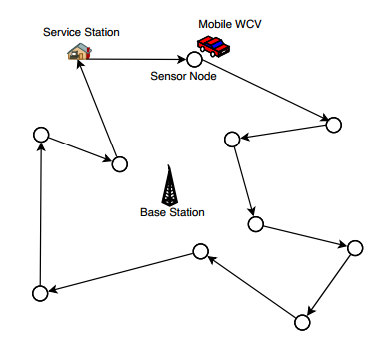 Mobile WCV
Service Station
Sensor Node
Base Station